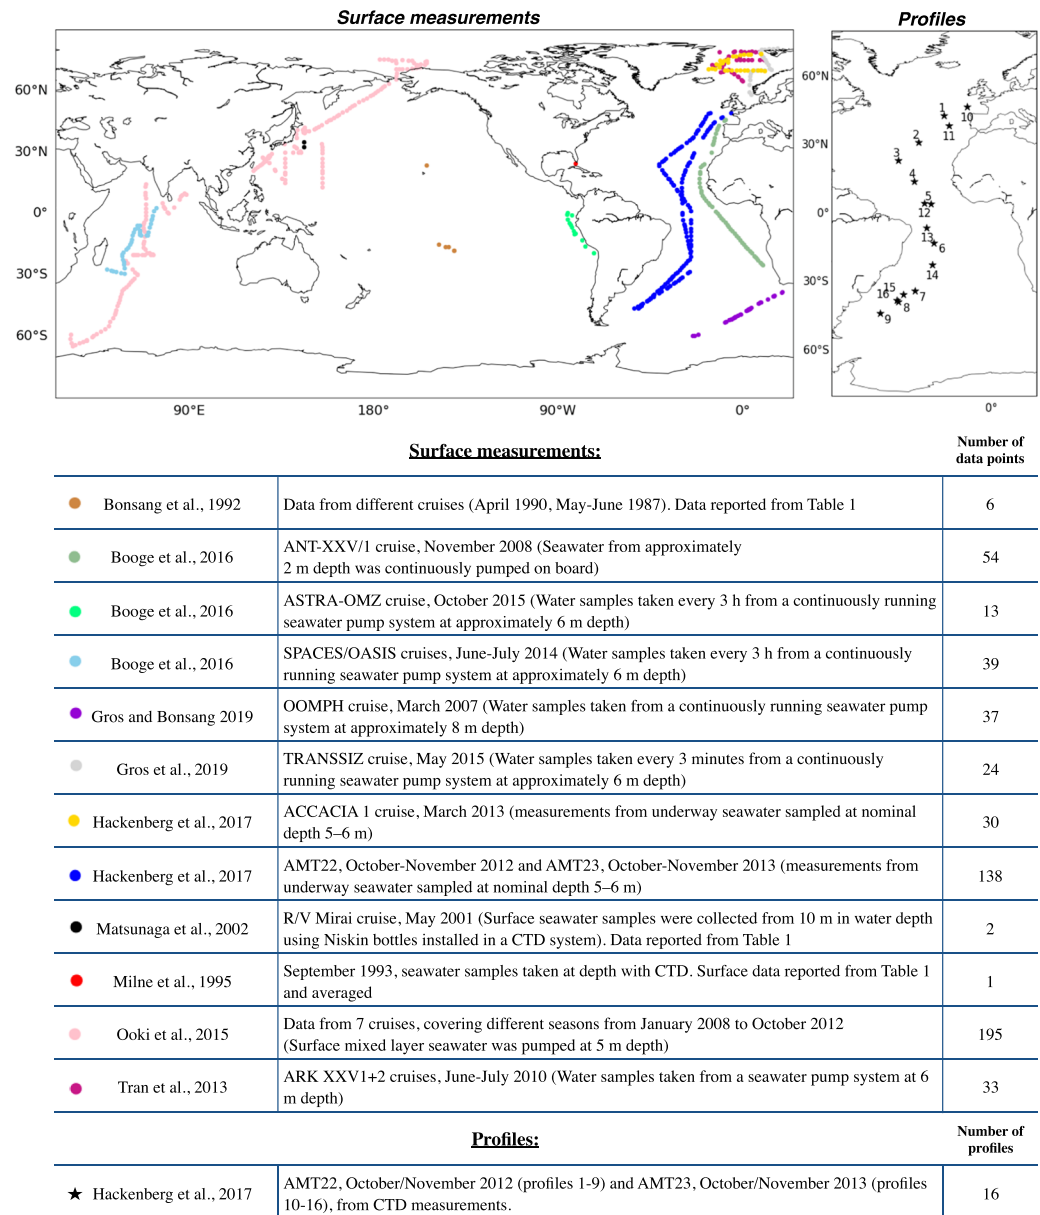 Surface measurements
Profiles
60°N
30°N
0°
30°S
60°S
90°E
180°
90°W
0°
60°N
30°N
0°
30°S
60°S
0°
1
10
11
2
3
4
5
12
13
6
14
15
16
7
8
9
Surface measurements:
Number of
data points
Bonsang et al., 1992
Data from different cruises (April 1990, May-June 1987). Data reported from Table 1
6
Booge et al., 2016
ANT-XXV/1 cruise, November 2008 (Seawater from approximately
2 m depth was continuously pumped on board)
54
Booge et al., 2016
ASTRA-OMZ cruise, October 2015 (Water samples taken every 3 h from a continuously running
seawater pump system at approximately 6 m depth)
13
Booge et al., 2016
SPACES/OASIS cruises, June-July 2014 (Water samples taken every 3 h from a continuously
running seawater pump system at approximately 6 m depth)
39
Gros and Bonsang 2019
OOMPH cruise, March 2007 (Water samples taken from a continuously running seawater pump
system at approximately 8 m depth)
37
Gros et al., 2019
TRANSSIZ cruise, May 2015 (Water samples taken every 3 minutes from a continuously
running seawater pump system at approximately 6 m depth)
24
Hackenberg et al., 2017
ACCACIA 1 cruise, March 2013 (measurements from underway seawater sampled at nominal
depth 5–6 m)
30
Hackenberg et al., 2017
AMT22, October-November 2012 and AMT23, October-November 2013 (measurements from
underway seawater sampled at nominal depth 5–6 m)
138
Matsunaga et al., 2002
R/V Mirai cruise, May 2001 (Surface seawater samples were collected from 10 m in water depth
using Niskin bottles installed in a CTD system). Data reported from Table 1
2
Milne et al., 1995
September 1993, seawater samples taken at depth with CTD. Surface data reported from Table 1
and averaged
1
Ooki et al., 2015
Data from 7 cruises, covering different seasons from January 2008 to October 2012
(Surface mixed layer seawater was pumped at 5 m depth)
195
Tran et al., 2013
ARK XXV1+2 cruises, June-July 2010 (Water samples taken from a seawater pump system at 6
m depth)
33
Profiles:
Number of
profiles
Hackenberg et al., 2017
AMT22, October/November 2012 (profiles 1-9) and AMT23, October/November 2013 (profiles
10-16), from CTD measurements.
16